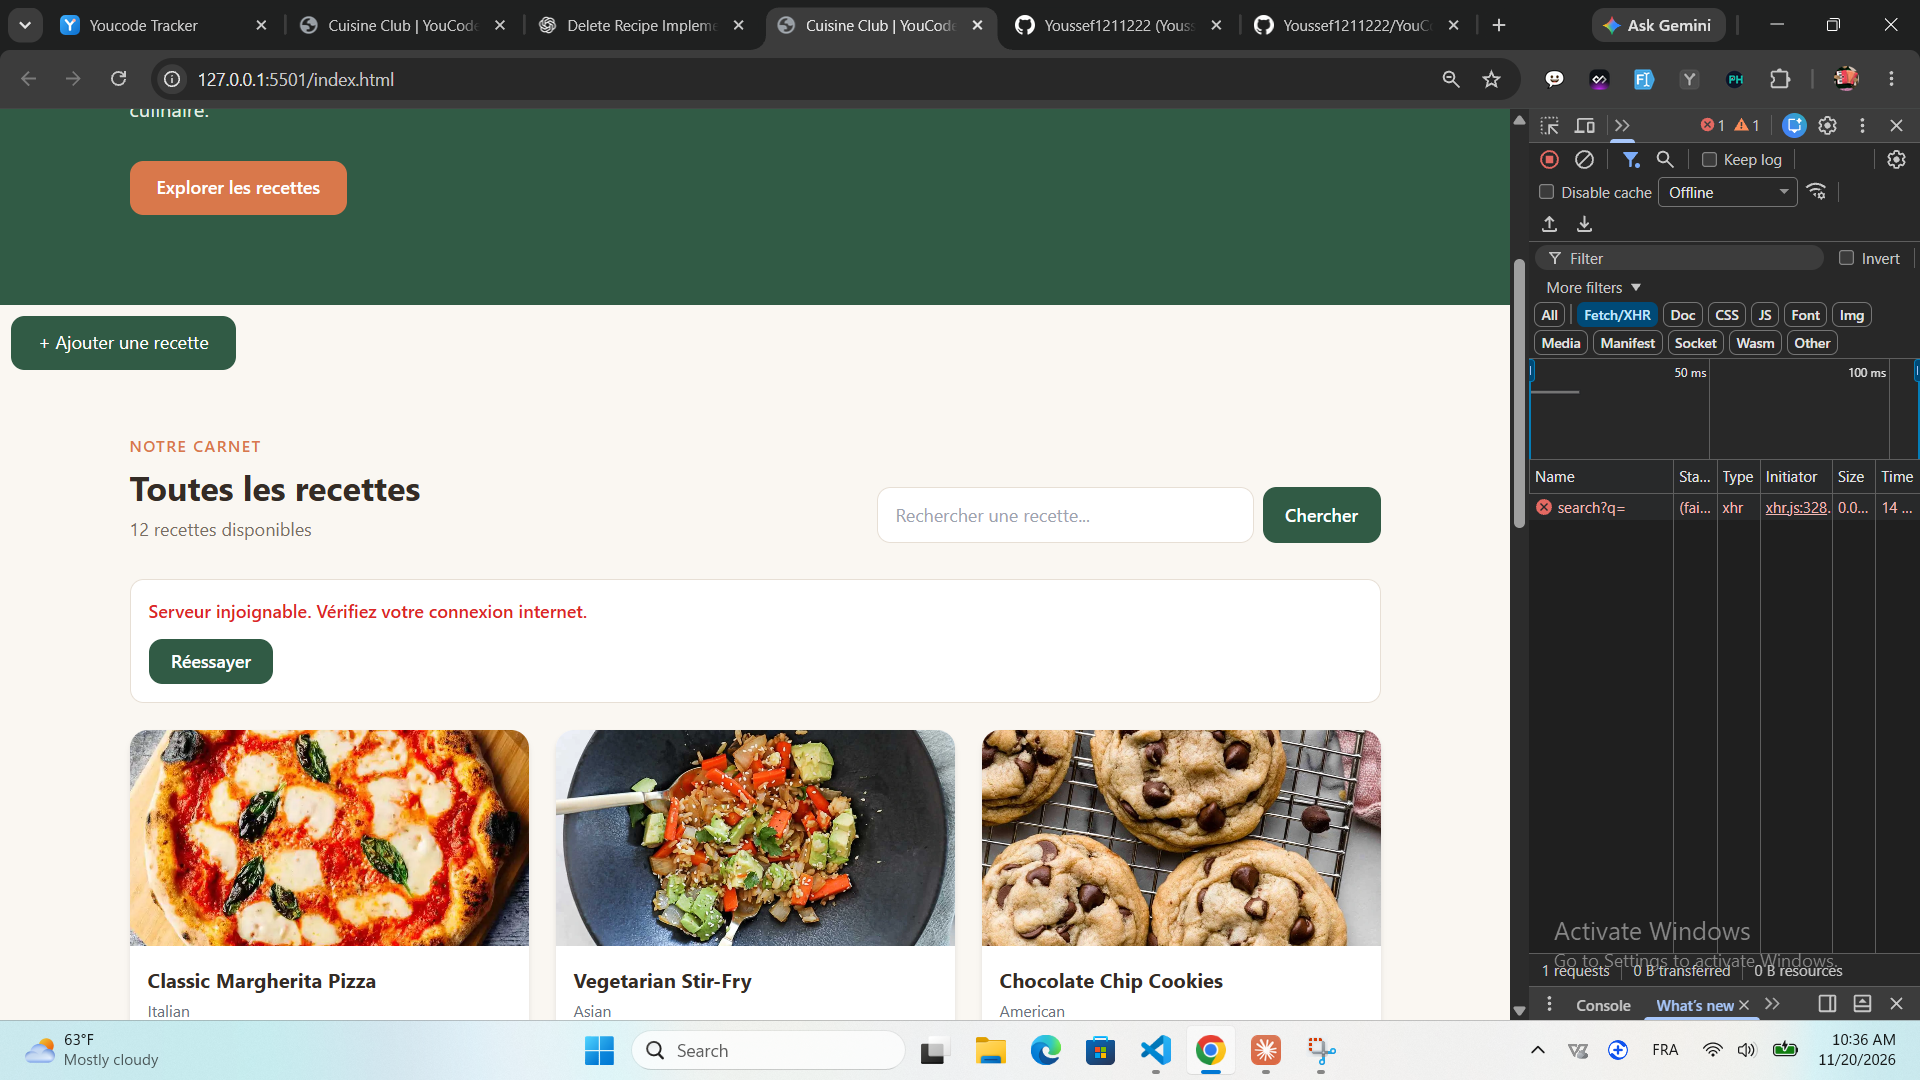 Youcode Tracker
Cuisine Club | YouCode
Delete Recipe Impleme
Cuisine Club | YouCode
Youssef1211222 (Youss
Youssef1211222/YouC
Ask Gemini
127.0.0.1:5501/index.html
culinaire.
Explorer les recettes
+ Ajouter une recette
NOTRE CARNET
Toutes les recettes
12 recettes disponibles
Rechercher une recette...
Chercher
Serveur injoignable. Vérifiez votre connexion internet.
Réessayer
Classic Margherita Pizza
Italian
Vegetarian Stir-Fry
Asian
Chocolate Chip Cookies
American
1
1
Keep log
Disable cache
Offline
Filter
Invert
More filters
All
Fetch/XHR
Doc
CSS
JS
Font
Img
Media
Manifest
Socket
Wasm
Other
50 ms
100 ms
Name
Sta...
Type
Initiator
Size
Time
search?q=
(fai...
xhr
xhr.js:328.
0.0...
14 ...
Activate Windows
Go to Settings to activate Windows.
1 requests
0 B transferred
0 B resources
Console
What's new
63°F
Mostly cloudy
Search
FRA
10:36 AM
11/20/2026